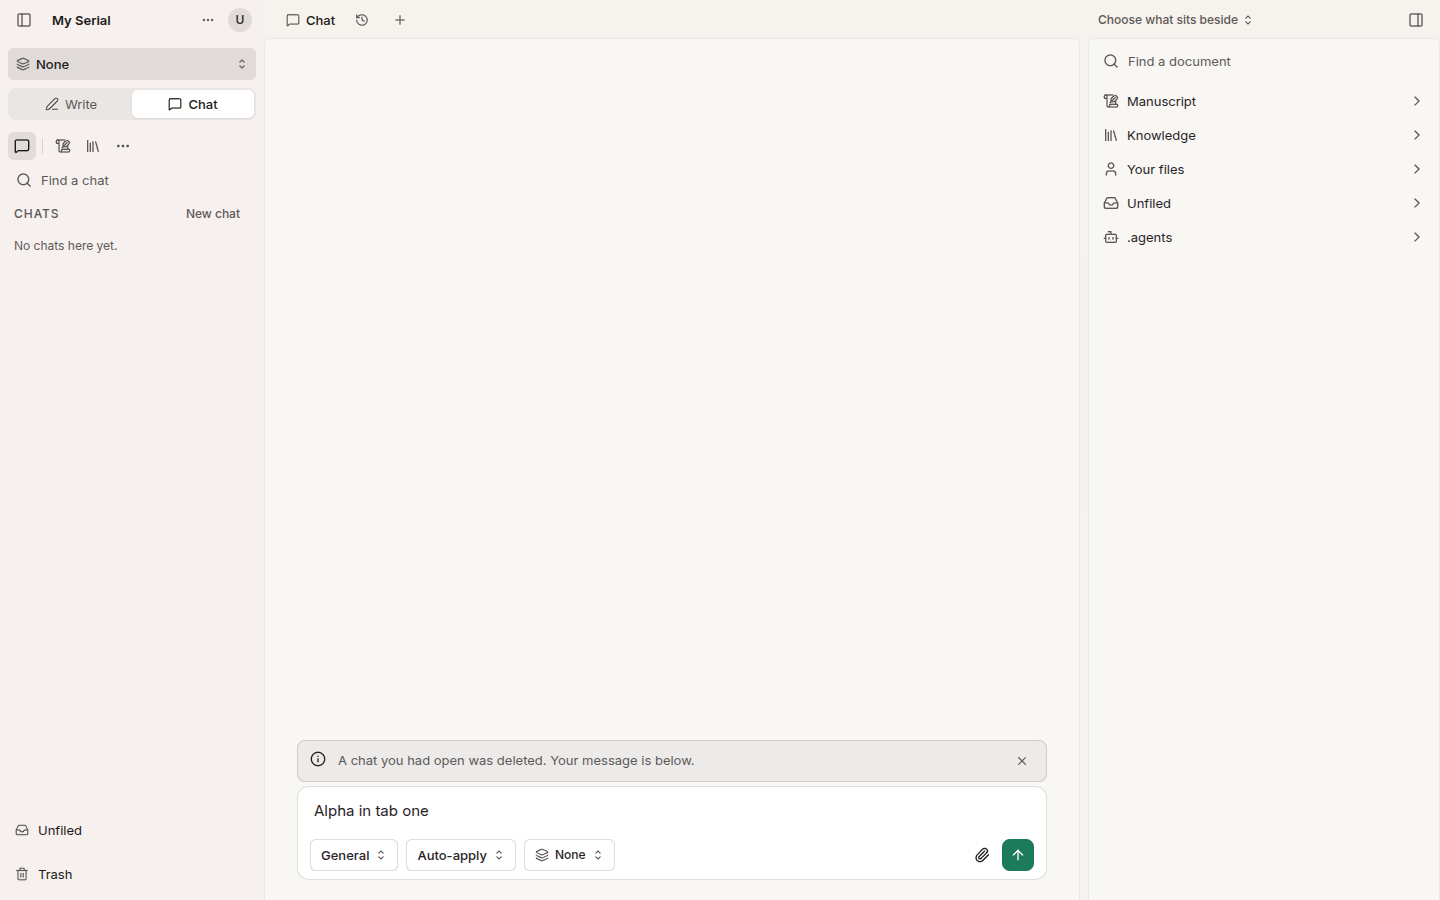 My Serial
U
None
Write
Chat
Find a chat
CHATS
New chat
No chats here yet.
Unfiled
Trash
Chat
A chat you had open was deleted. Your message is below.
Alpha in tab one
General
Auto-apply
None
Choose what sits beside
Find a document
Manuscript
Knowledge
Your files
Unfiled
.agents